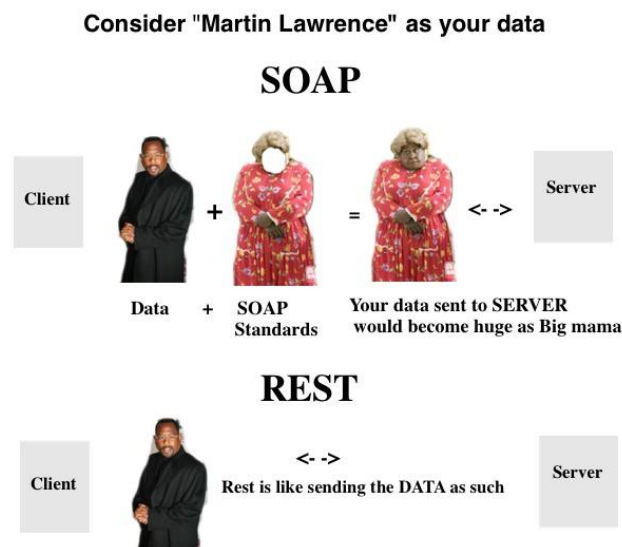 Consider "Martin Lawrence" as your data
SOAP
Client
+
=
<- ->
Server
Data + SOAP Standards
Your data sent to SERVER
would become huge as Big mama
REST
Client
<- ->
Rest is like sending the DATA as such
Server